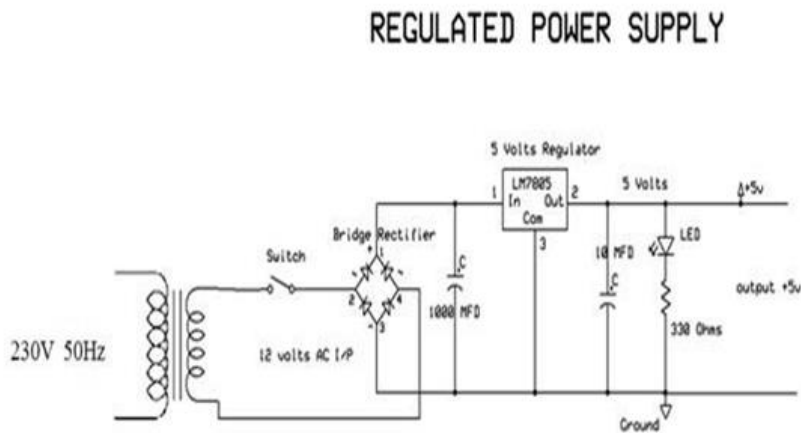 REGULATED POWER SUPPLY
5 Volts Regulator
LM7805
1 In Out 2
Com
3
5 Volts
+5v
Bridge Rectifier
Switch
+
1
-
-
2
4
-
3
C
1000 MFD
10 MFD
C
LED
330 Ohms
output +5v
230V 50Hz
12 volts AC I/P
Ground